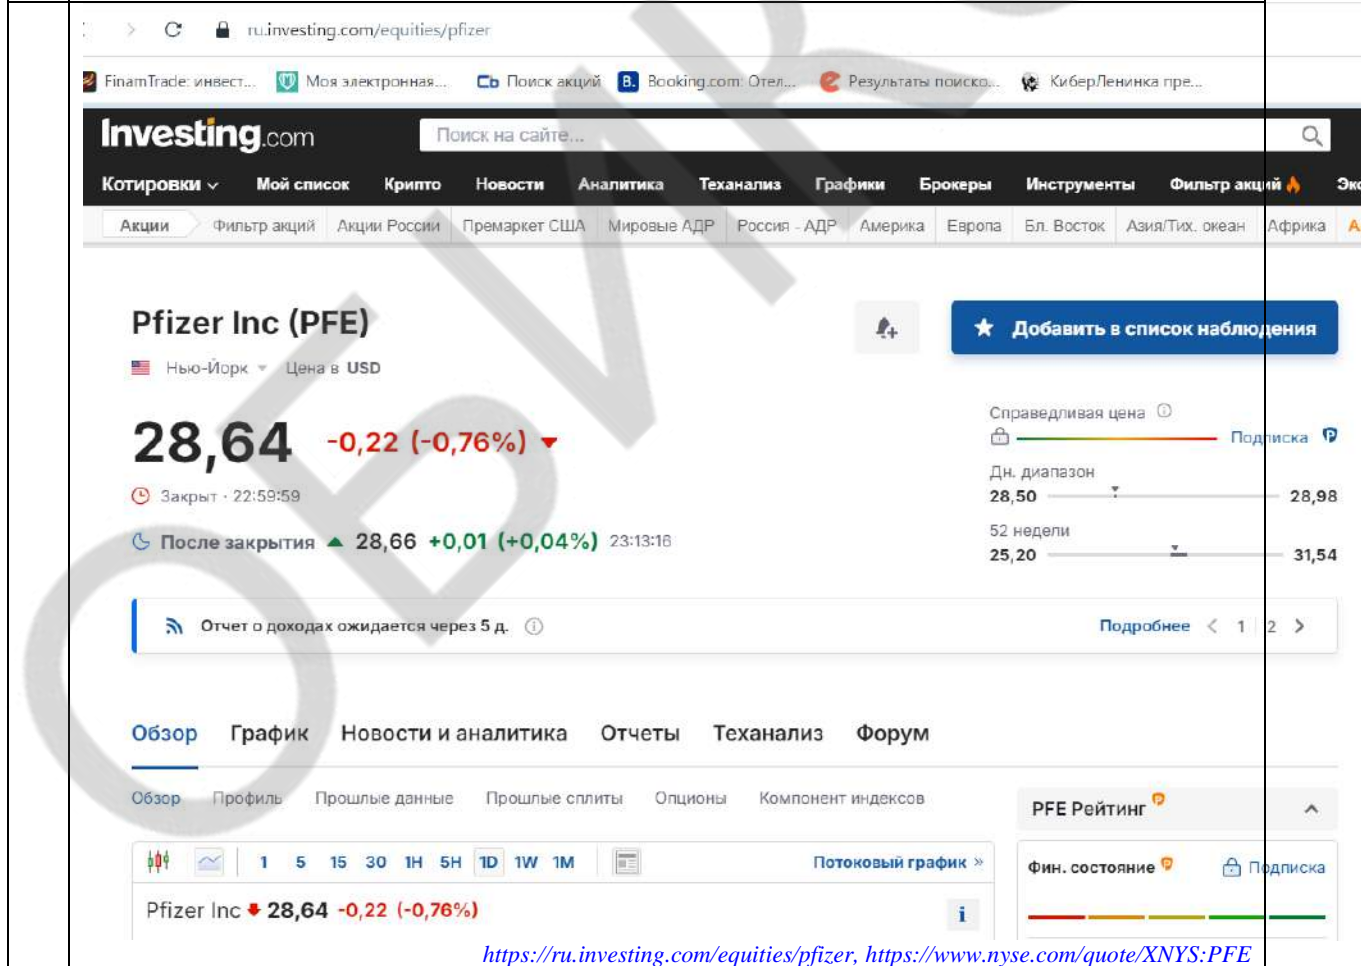 ru.investing.com/equities/pfizer
FinamTrade: инвест... Моя электронная... Cb Поиск акций B. Booking.com: Отел... Результаты поиско... КиберЛенинка пре...
Investing.com Поиск на сайте...
Котировки Мой список Крипто Новости Аналитика Теханализ Графики Брокеры Инструменты Фильтр акций Экс
Акции Фильтр акций Акции России Премаркет США Мировые АДР Россия - АДР Америка Европа Бл. Восток Азия/Тих. океан Африка А
Pfizer Inc (PFE)
Добавить в список наблюдения
Нью-Йорк Цена в USD
28,64 -0,22 (-0,76%)
Справедливая цена
Подписка
Закрыт · 22:59:59
Дн. диапазон
28,50 28,98
После закрытия 28,66 +0,01 (+0,04%) 23:13:16
52 недели
25,20 31,54
Отчет о доходах ожидается через 5 д. Подробнее < 1 2 >
Обзор График Новости и аналитика Отчеты Теханализ Форум
Обзор Профиль Прошлые данные Прошлые сплиты Опционы Компонент индексов
PFE Рейтинг
1 5 15 30 1H 5H 1D 1W 1M Потоковый график »
Фин. состояние Подписка
Pfizer Inc 28,64 -0,22 (-0,76%)
https://ru.investing.com/equities/pfizer, https://www.nyse.com/quote/XNYS:PFE